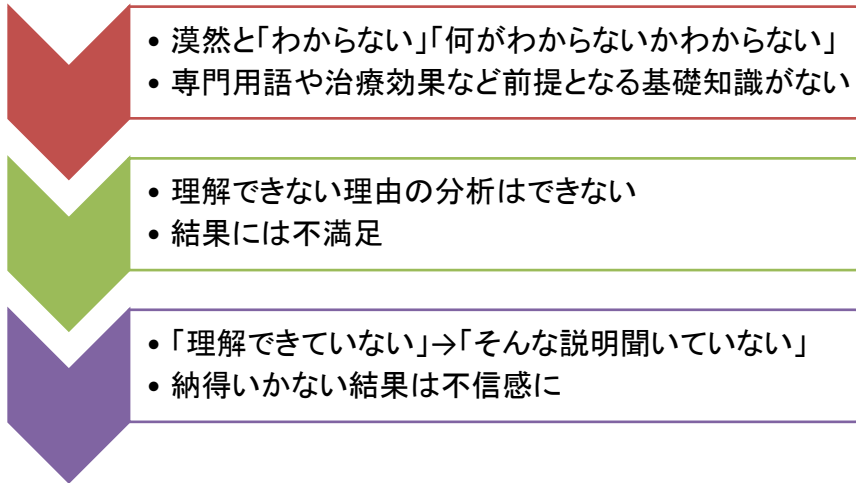 • 漠然と「わからない」「何がわからないかわからない」
• 専門用語や治療効果など前提となる基礎知識がない
• 理解できない理由の分析はできない
• 結果には不満足
• 「理解できていない」→「そんな説明聞いていない」
• 納得いかない結果は不信感に